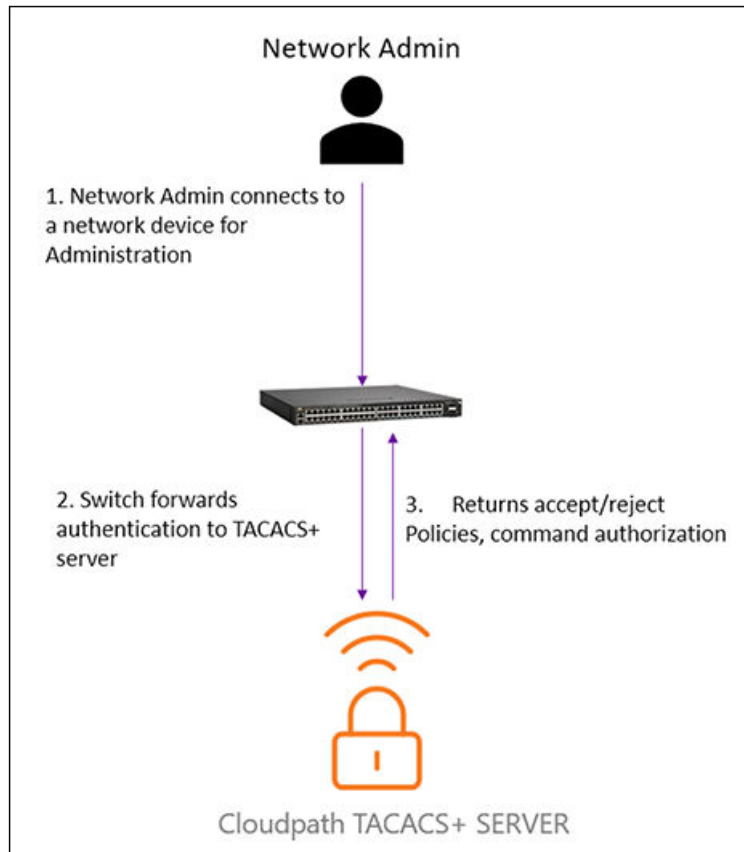 Network Admin
1. Network Admin connects to
a network device for
Administration
2. Switch forwards
authentication to TACACS+
server
3. Returns accept/reject
Policies, command authorization
Cloudpath TACACS+ SERVER